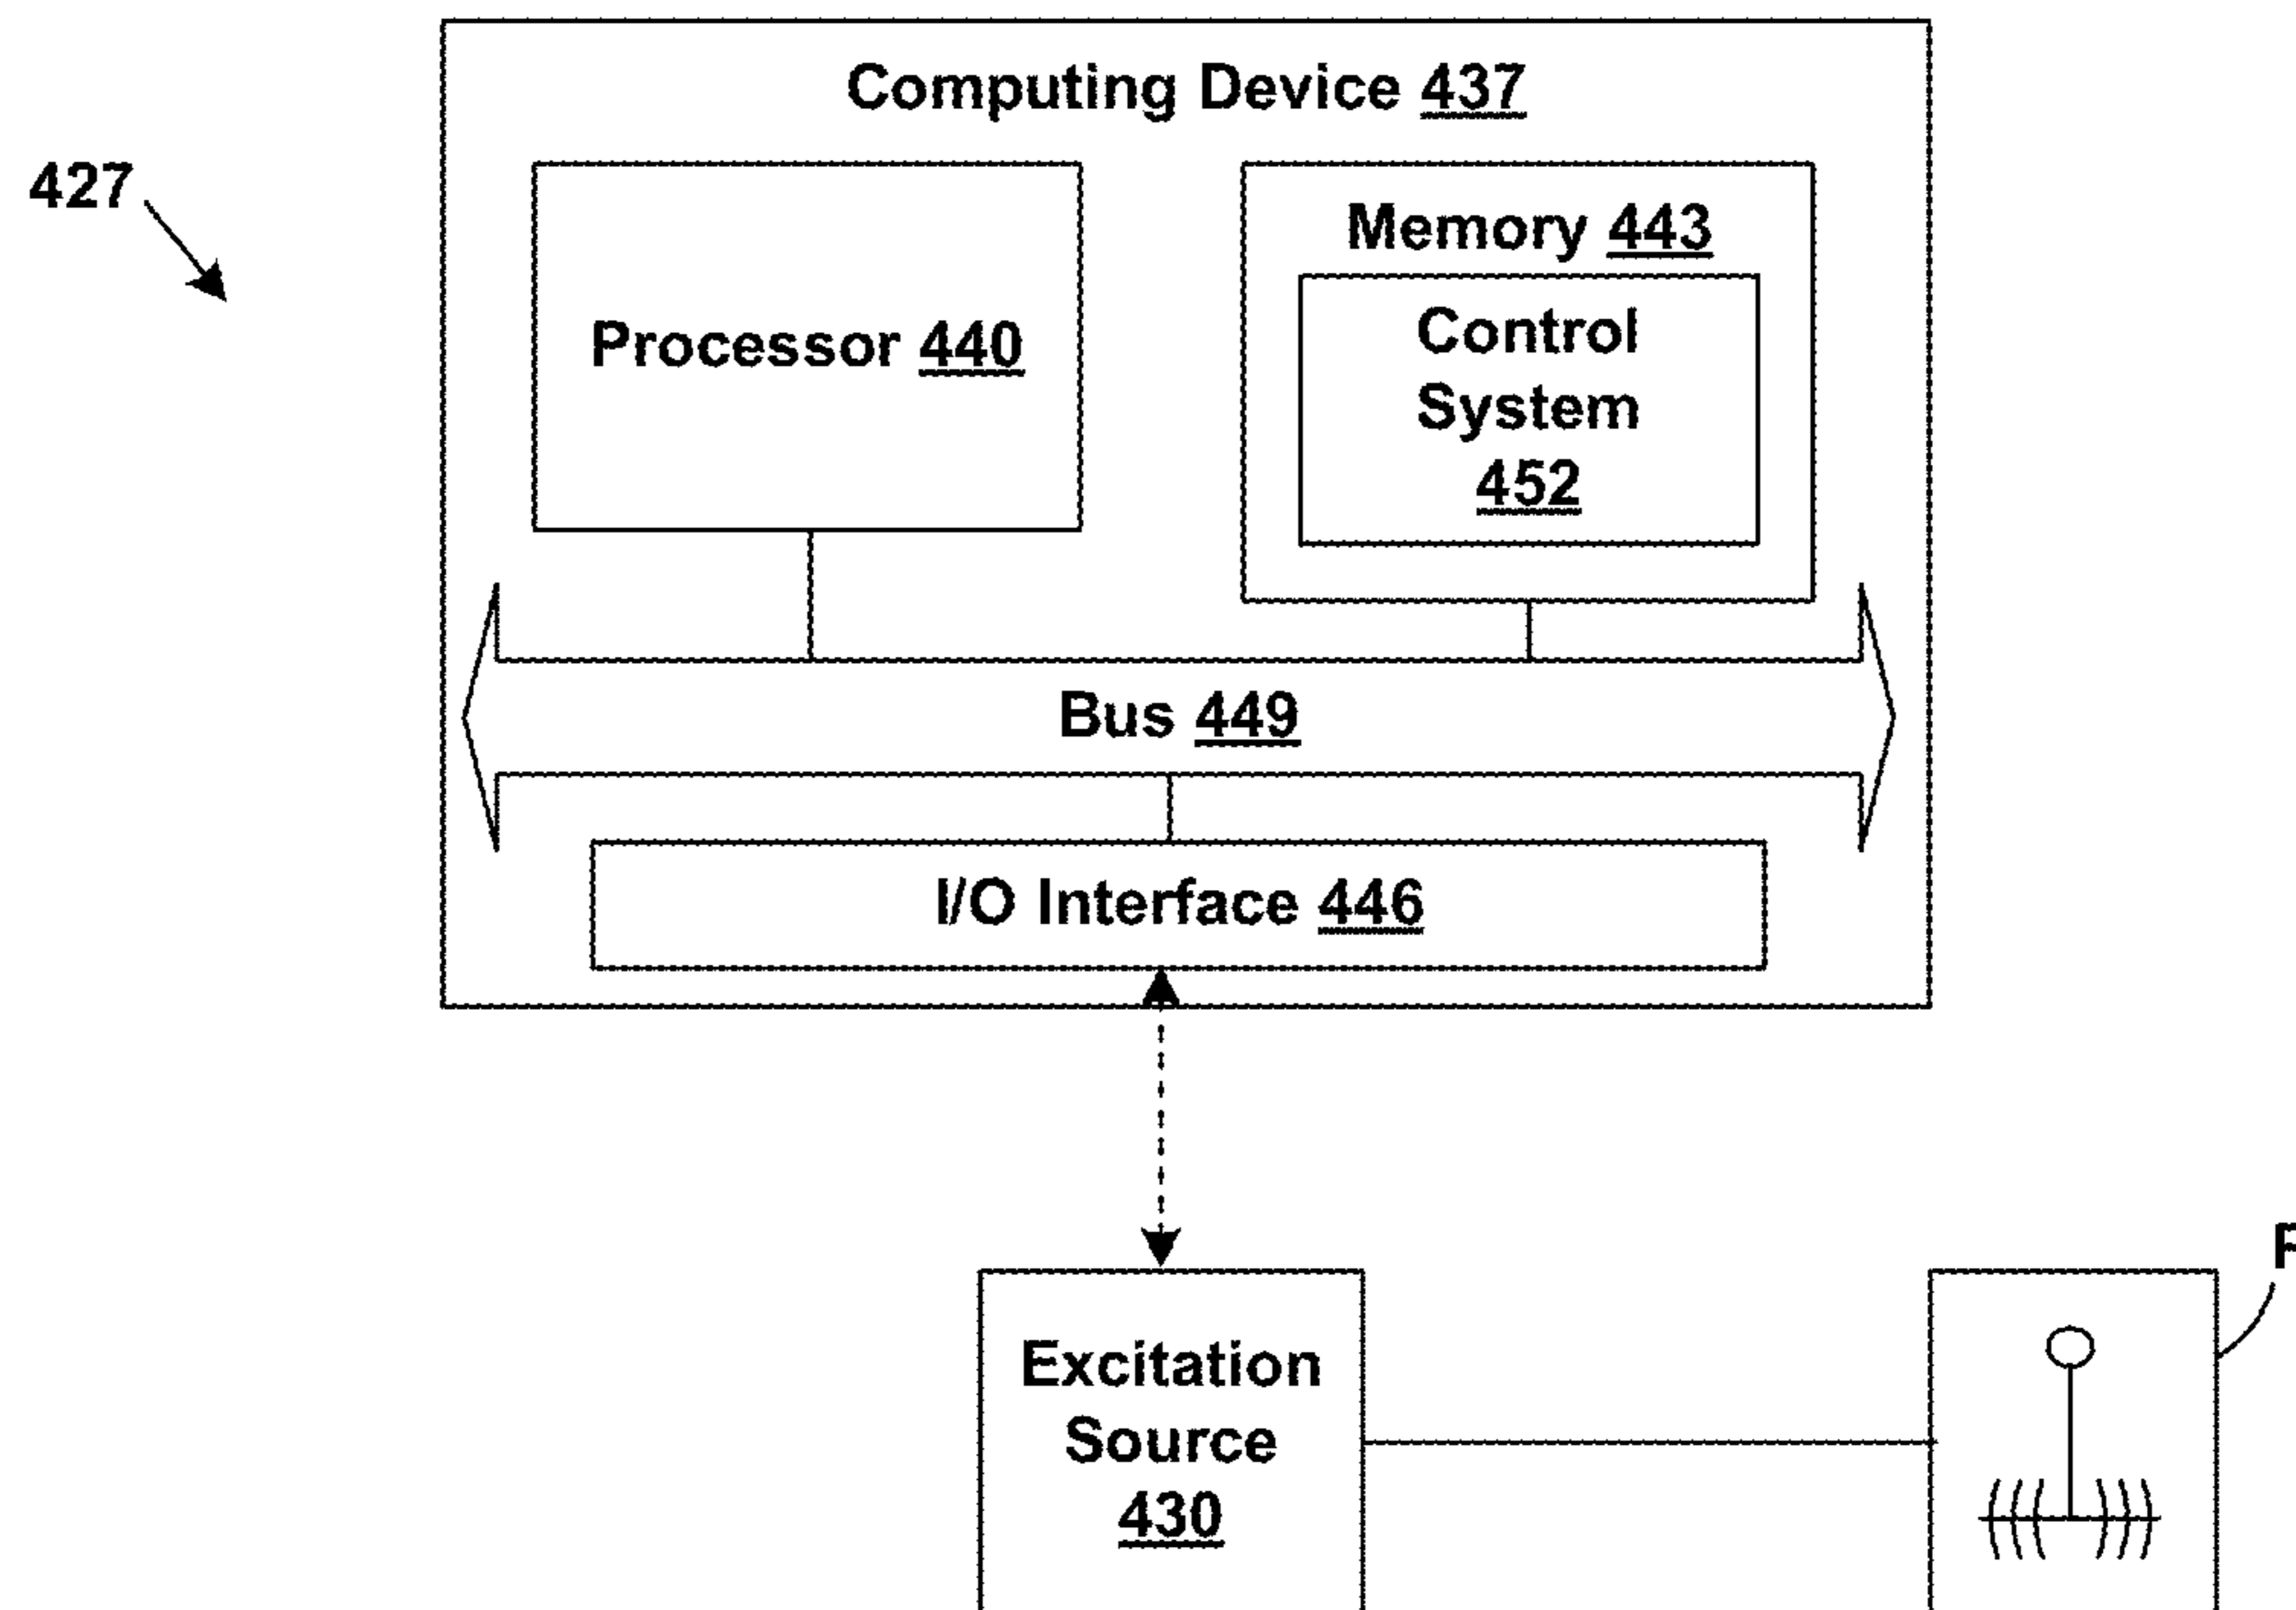 Computing Device 437
427
Processor 440
Memory 443
Control
System
452
Bus 449
I/O Interface 446
Excitation
Source
430